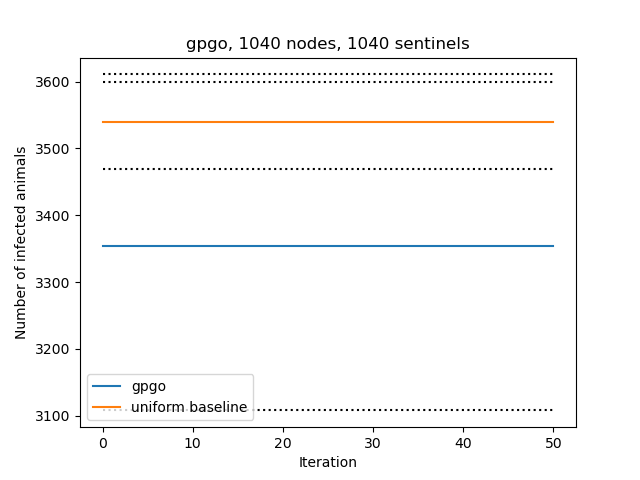 gpgo, 1040 nodes, 1040 sentinels
Number of infected animals
3600
3500
3400
3300
3200
3100
gpgo
uniform baseline
0 10 20 30 40 50
Iteration